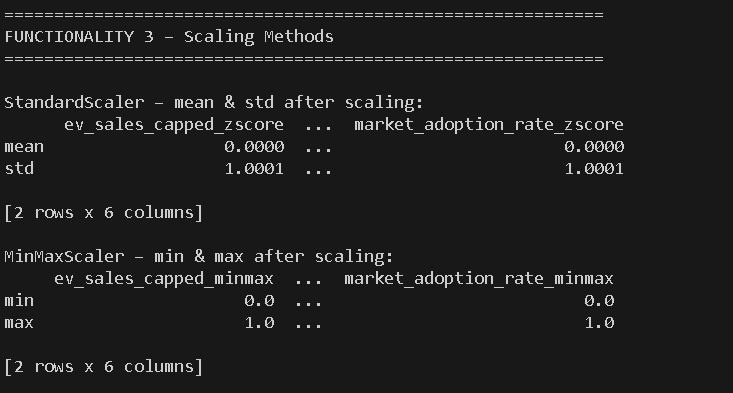 ============================================================
FUNCTIONALITY 3 – Scaling Methods
============================================================
StandardScaler – mean & std after scaling:
      ev_sales_capped_zscore  ...  market_adoption_rate_zscore
mean                  0.0000  ...                       0.0000
std                   1.0001  ...                       1.0001
[2 rows x 6 columns]
MinMaxScaler – min & max after scaling:
     ev_sales_capped_minmax  ...  market_adoption_rate_minmax
min                     0.0  ...                          0.0
max                     1.0  ...                          1.0
[2 rows x 6 columns]